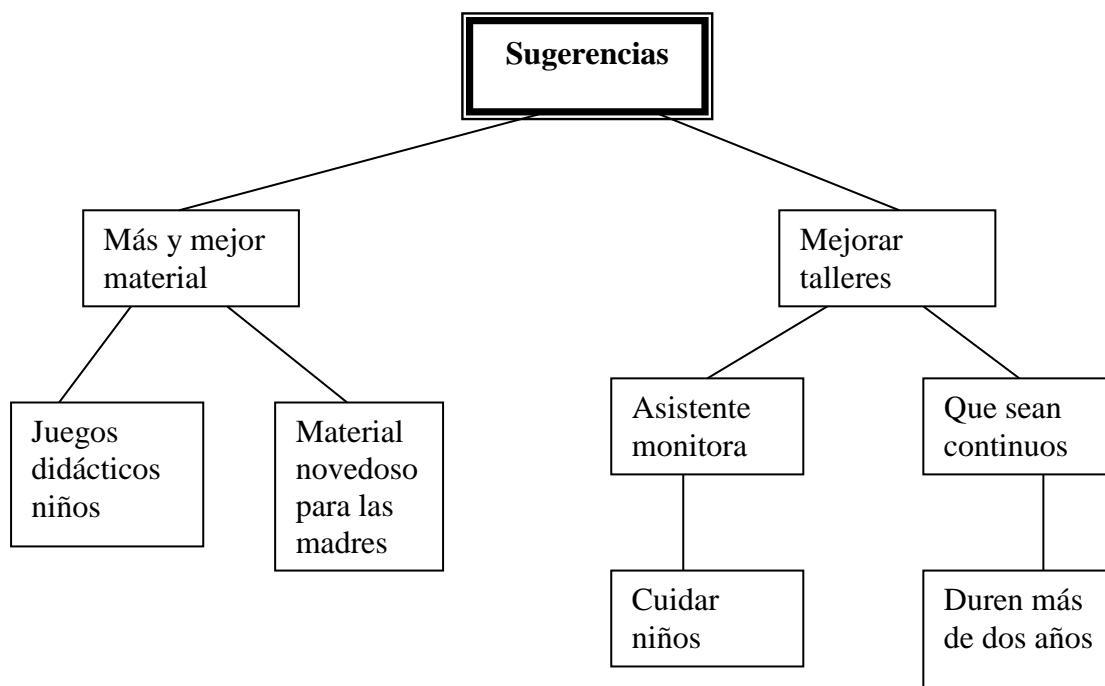 Sugerencias
Más y mejor
material
Mejorar
talleres
Juegos
didácticos
niños
Material
novedoso
para las
madres
Asistente
monitora
Que sean
continuos
Cuidar
niños
Duren más
de dos años